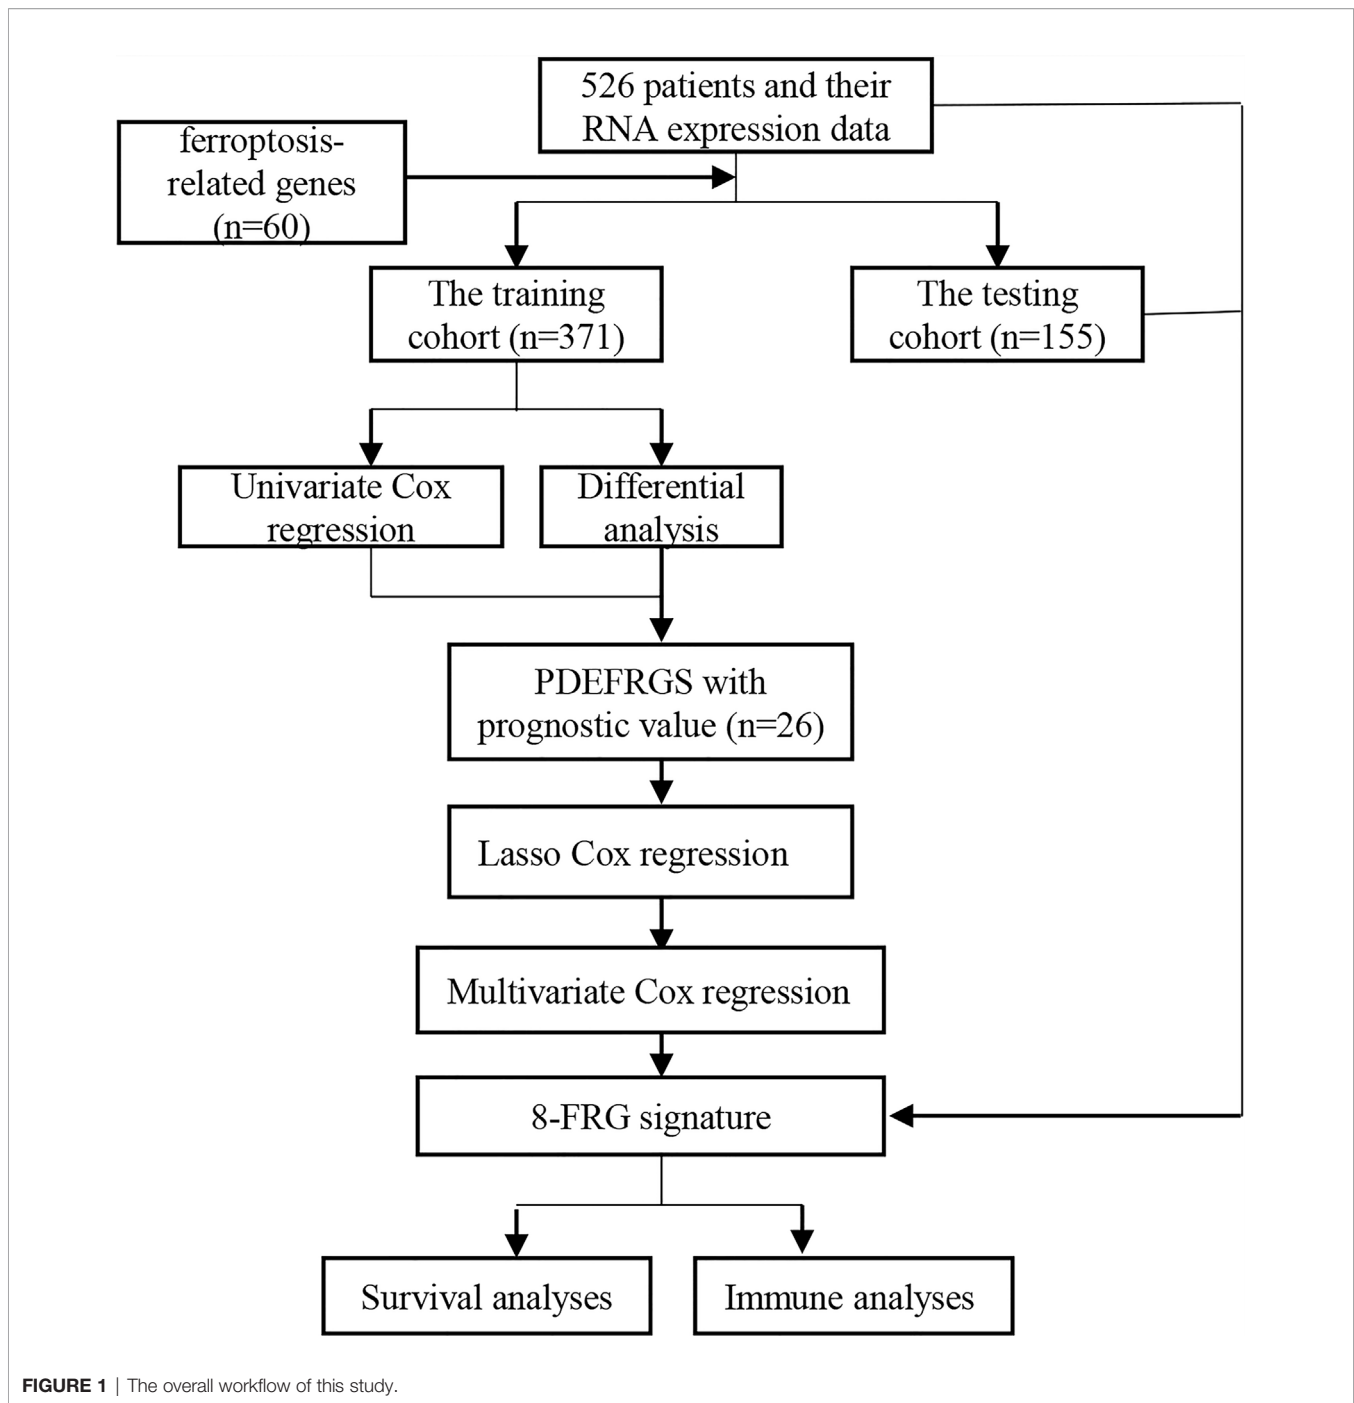 526 patients and their
RNA expression data
ferroptosis-
related genes
(n=60)
The training
cohort (n=371)
The testing
cohort (n=155)
Univariate Cox
regression
Differential
analysis
PDEFRGS with
prognostic value (n=26)
Lasso Cox regression
Multivariate Cox regression
8-FRG signature
Survival analyses
Immune analyses
FIGURE 1 | The overall workflow of this study.